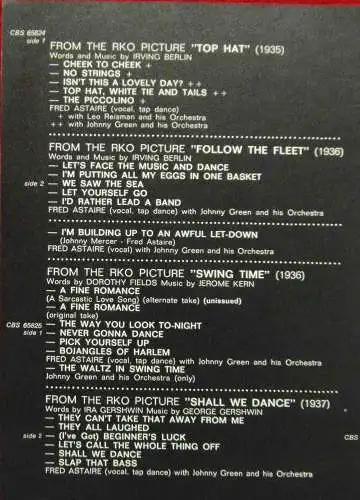 CBS 65624
side 1
FROM THE RKO PICTURE "TOP HAT" (1935)
Words and Music by IRVING BERLIN
— CHEEK TO CHEEK +
— NO STRINGS +
— ISN'T THIS A LOVELY DAY? ++
— TOP HAT, WHITE TIE AND TAILS ++
— THE PICCOLINO +
FRED ASTAIRE (vocal, tap dance)
+ with Leo Reisman and his Orchestra
++ with Johnny Green and his Orchestra
FROM THE RKO PICTURE "FOLLOW THE FLEET" (1936)
Words and Music by IRVING BERLIN
— LET'S FACE THE MUSIC AND DANCE
— I'M PUTTING ALL MY EGGS IN ONE BASKET
side 2 — WE SAW THE SEA
— LET YOURSELF GO
— I'D RATHER LEAD A BAND
FRED ASTAIRE (vocal, tap dance) with Johnny Green and his Orchestra
— I'M BUILDING UP TO AN AWFUL LET-DOWN
(Johnny Mercer - Fred Astaire)
FRED ASTAIRE (vocal) with Johnny Green and his Orchestra
FROM THE RKO PICTURE "SWING TIME" (1936)
Words by DOROTHY FIELDS Music by JEROME KERN
— A FINE ROMANCE
(A Sarcastic Love Song) (alternate take) (unissued)
— A FINE ROMANCE
(original take)
CBS 65625 — THE WAY YOU LOOK TO-NIGHT
side 1 — NEVER GONNA DANCE
— PICK YOURSELF UP
— BOJANGLES OF HARLEM
FRED ASTAIRE (vocal, tap dance) with Johnny Green and his Orchestra
— THE WALTZ IN SWING TIME
Johnny Green and his Orchestra (only)
FROM THE RKO PICTURE "SHALL WE DANCE" (1937)
Words by IRA GERSHWIN Music by GEORGE GERSHWIN
— THEY CAN'T TAKE THAT AWAY FROM ME
— THEY ALL LAUGHED
side 2 — (I've Got) BEGINNER'S LUCK
CBS
— LET'S CALL THE WHOLE THING OFF
— SHALL WE DANCE
— SLAP THAT BASS
FRED ASTAIRE (vocal, tap dance) with Johnny Green and his Orchestra